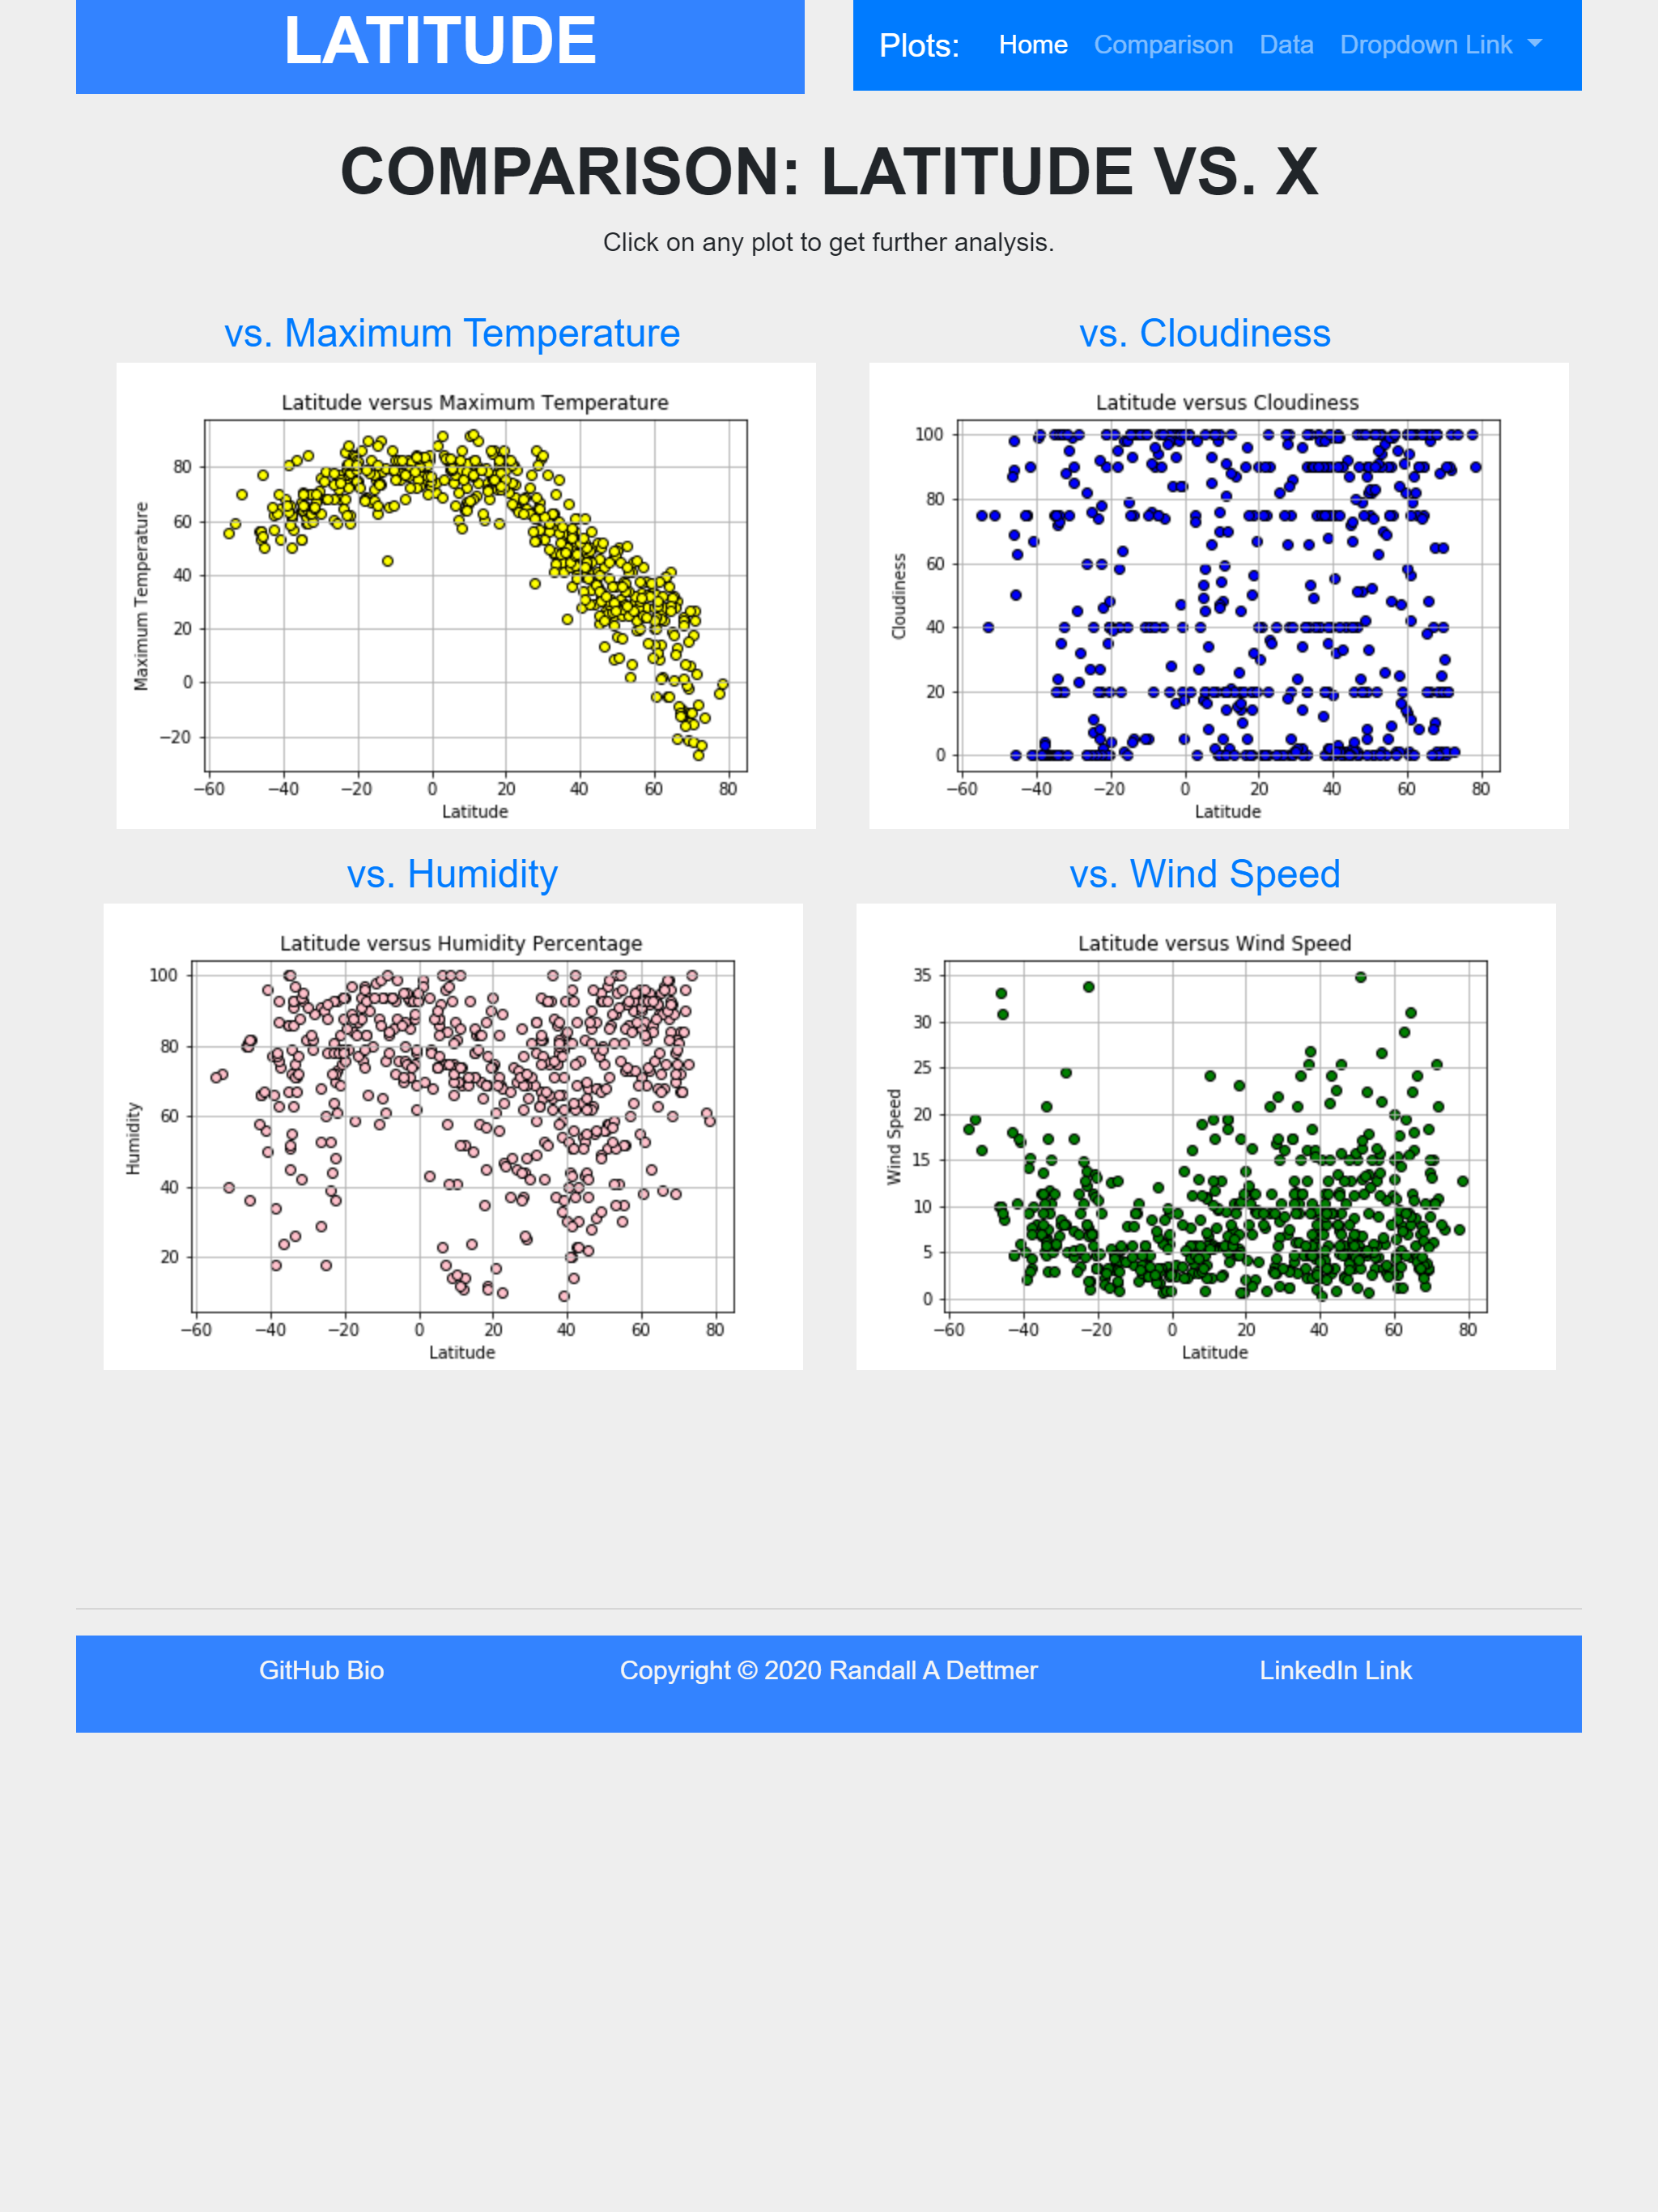 LATITUDE
Plots: Home Comparison Data Dropdown Link
COMPARISON: LATITUDE VS. X
Click on any plot to get further analysis.
vs. Maximum Temperature
Latitude versus Maximum Temperature
Maximum Temperature
80
60
40
20
0
−20
−60 −40 −20 0 20 40 60 80
Latitude
vs. Cloudiness
Latitude versus Cloudiness
Cloudiness
100
80
60
40
20
0
−60 −40 −20 0 20 40 60 80
Latitude
vs. Humidity
Latitude versus Humidity Percentage
Humidity
100
80
60
40
20
−60 −40 −20 0 20 40 60 80
Latitude
vs. Wind Speed
Latitude versus Wind Speed
Wind Speed
35
30
25
20
15
10
5
0
−60 −40 −20 0 20 40 60 80
Latitude
GitHub Bio
Copyright © 2020 Randall A Dettmer
LinkedIn Link